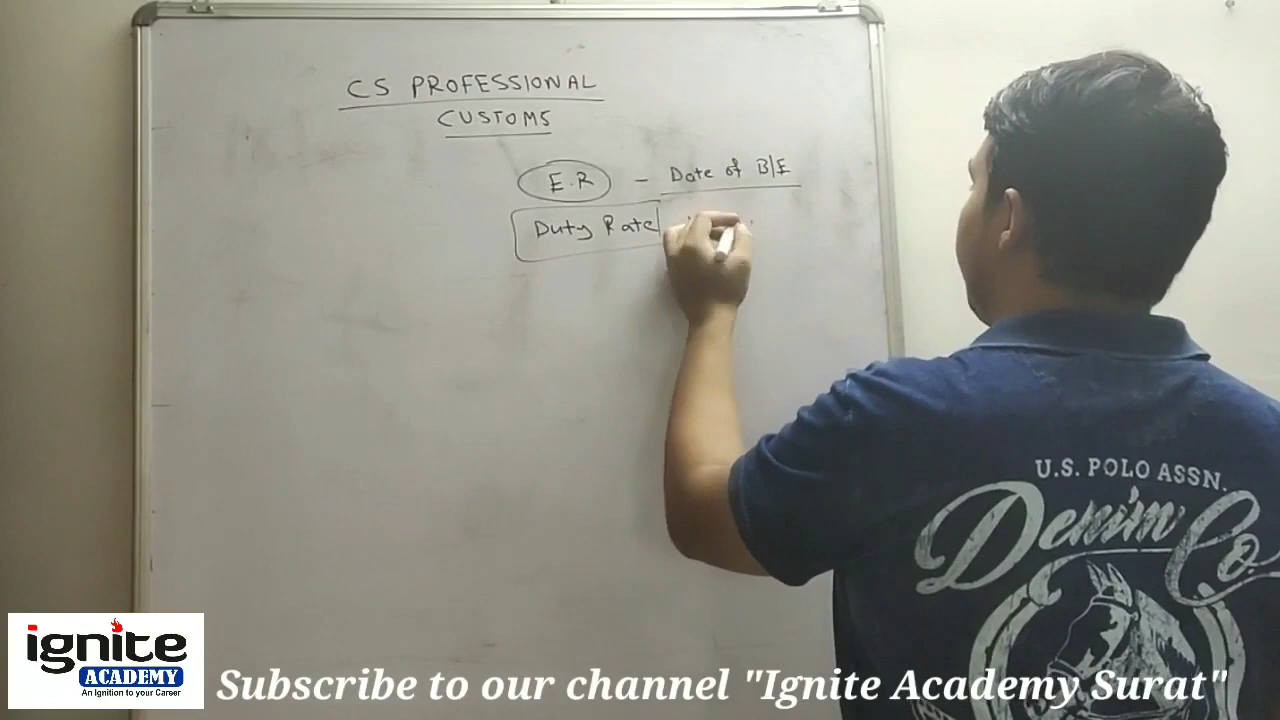 CS PROFESSIONAL
CUSTOMS
E.R - Date of B/E
Duty Rate
U.S. POLO ASSN.
Denim Co.
ignite
ACADEMY
An Ignition to your Career
Subscribe to our channel "Ignite Academy Surat"